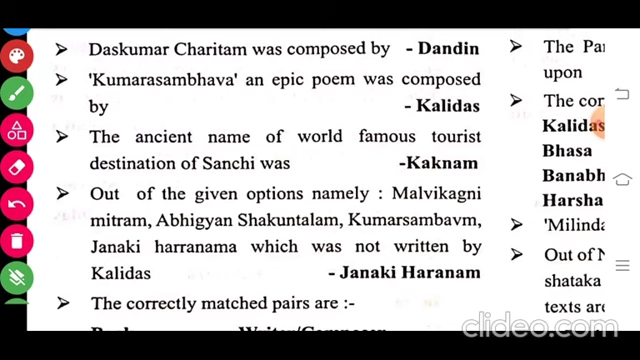 ➢ Daskumar Charitam was composed by - Dandin
➢ 'Kumarasambhava' an epic poem was composed
by - Kalidas
➢ The ancient name of world famous tourist
destination of Sanchi was -Kaknam
➢ Out of the given options namely : Malvikagni
mitram, Abhigyan Shakuntalam, Kumarsambavm,
Janaki harranama which was not written by
Kalidas - Janaki Haranam
➢ The correctly matched pairs are :-
Writer/Composer
➢ The
upon
➢ The
Kalidas
Bhasa
Banabh
Harsha
➢ 'Milinda
➢ Out of
shataka
texts are
clideo.com